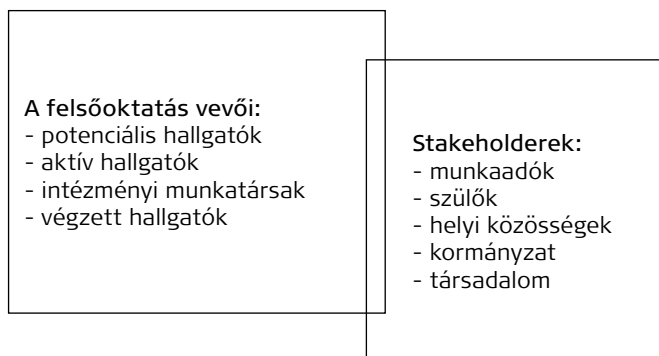 A felsőoktatás vevői:
- potenciális hallgatók
- aktív hallgatók
- intézményi munkatársak
- végzett hallgatók
Stakeholderek:
- munkaadók
- szülők
- helyi közösségek
- kormányzat
- társadalom